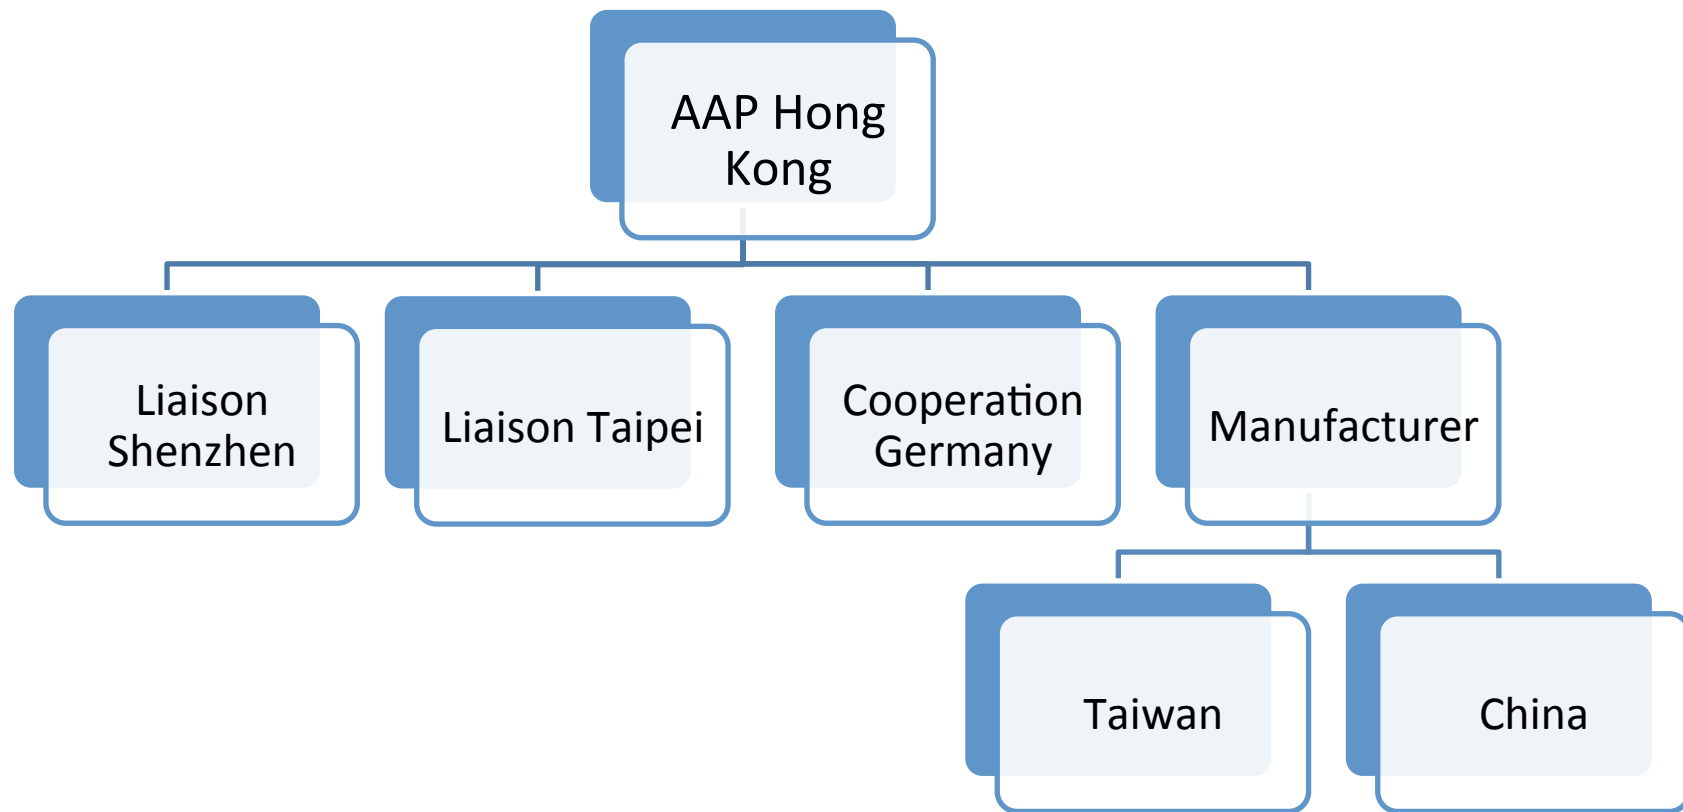 AAP Hong
Kong
Liaison
Shenzhen
Liaison Taipei
Cooperation
Germany
Manufacturer
Taiwan
China